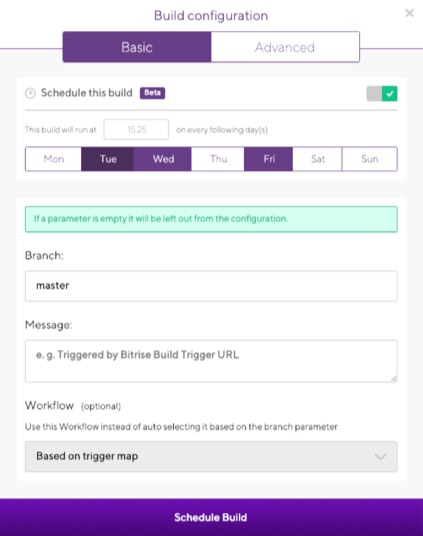 Build configuration
Basic Advanced
Schedule this build Beta
This build will run at 15:25 on every following day(s)
Mon Tue Wed Thu Fri Sat Sun
If a parameter is empty it will be left out from the configuration.
Branch:
master
Message:
e. g. Triggered by Bitrise Build Trigger URL
Workflow (optional)
Use this Workflow instead of auto selecting it based on the branch parameter
Based on trigger map
Schedule Build